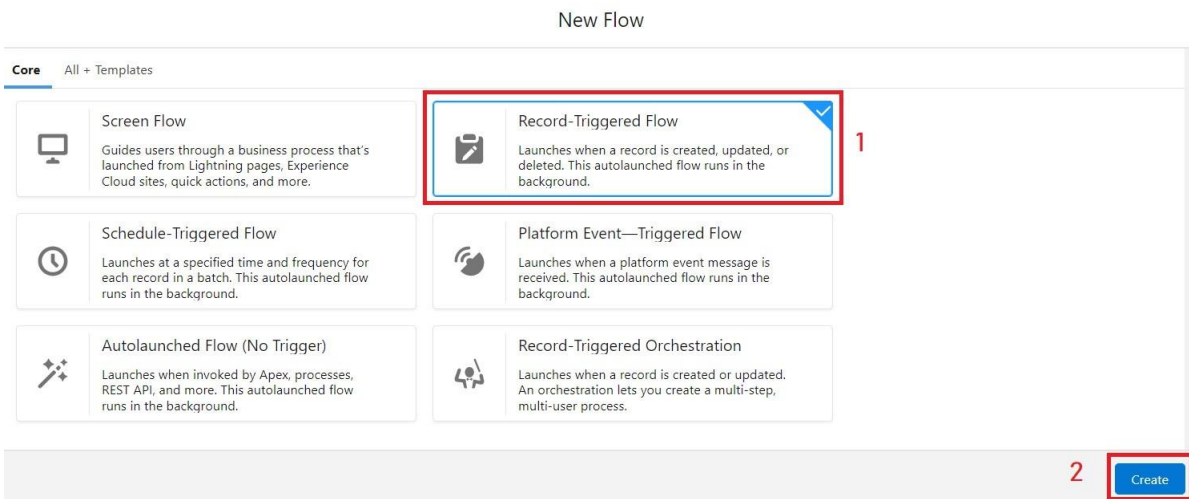 New Flow
Core All + Templates
Screen Flow
Guides users through a business process that's
launched from Lightning pages, Experience
Cloud sites, quick actions, and more.
Record-Triggered Flow
Launches when a record is created, updated, or
deleted. This autolaunched flow runs in the
background.
1
Schedule-Triggered Flow
Launches at a specified time and frequency for
each record in a batch. This autolaunched flow
runs in the background.
Platform Event—Triggered Flow
Launches when a platform event message is
received. This autolaunched flow runs in the
background.
Autolaunched Flow (No Trigger)
Launches when invoked by Apex, processes,
REST API, and more. This autolaunched flow
runs in the background.
Record-Triggered Orchestration
Launches when a record is created or updated.
An orchestration lets you create a multi-step,
multi-user process.
2
Create